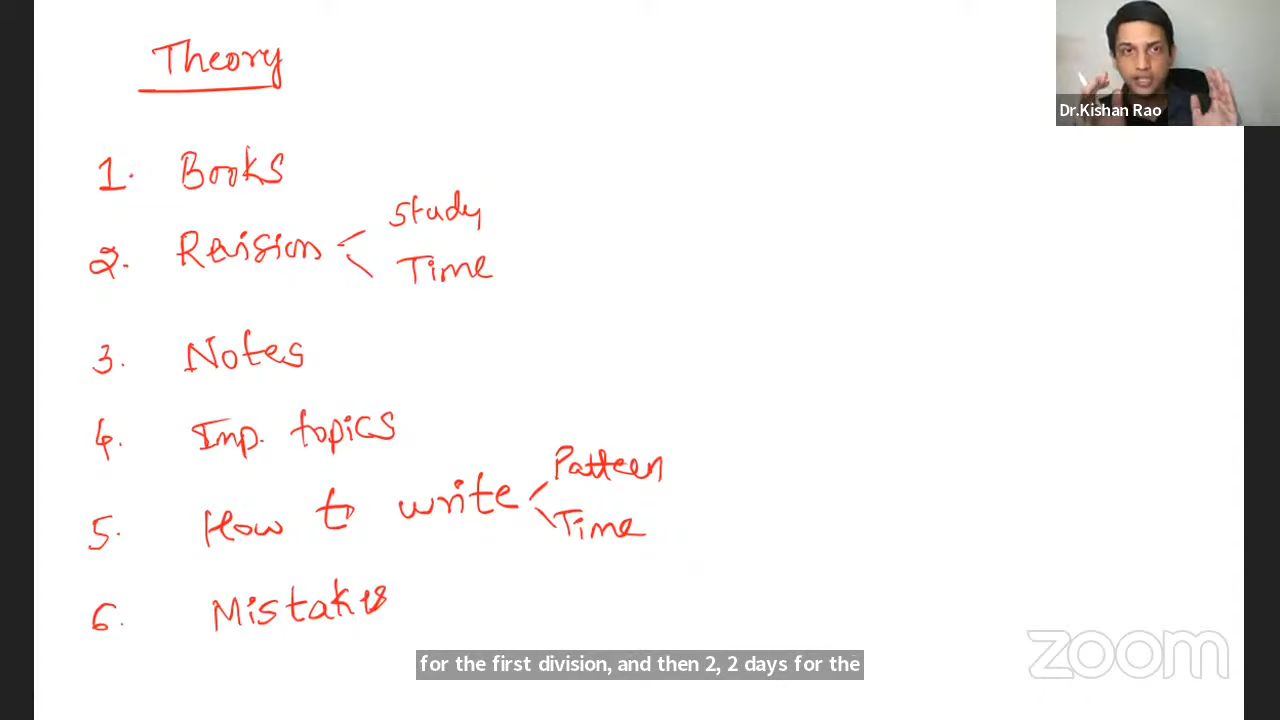 Theory
Dr.Kishan Rao
1. Books
2. Revision < Study
Time
3. Notes
4. Imp. topics
5. How to write < Pattern
Time
6. Mistakes
for the first division, and then 2, 2 days for the
zoom